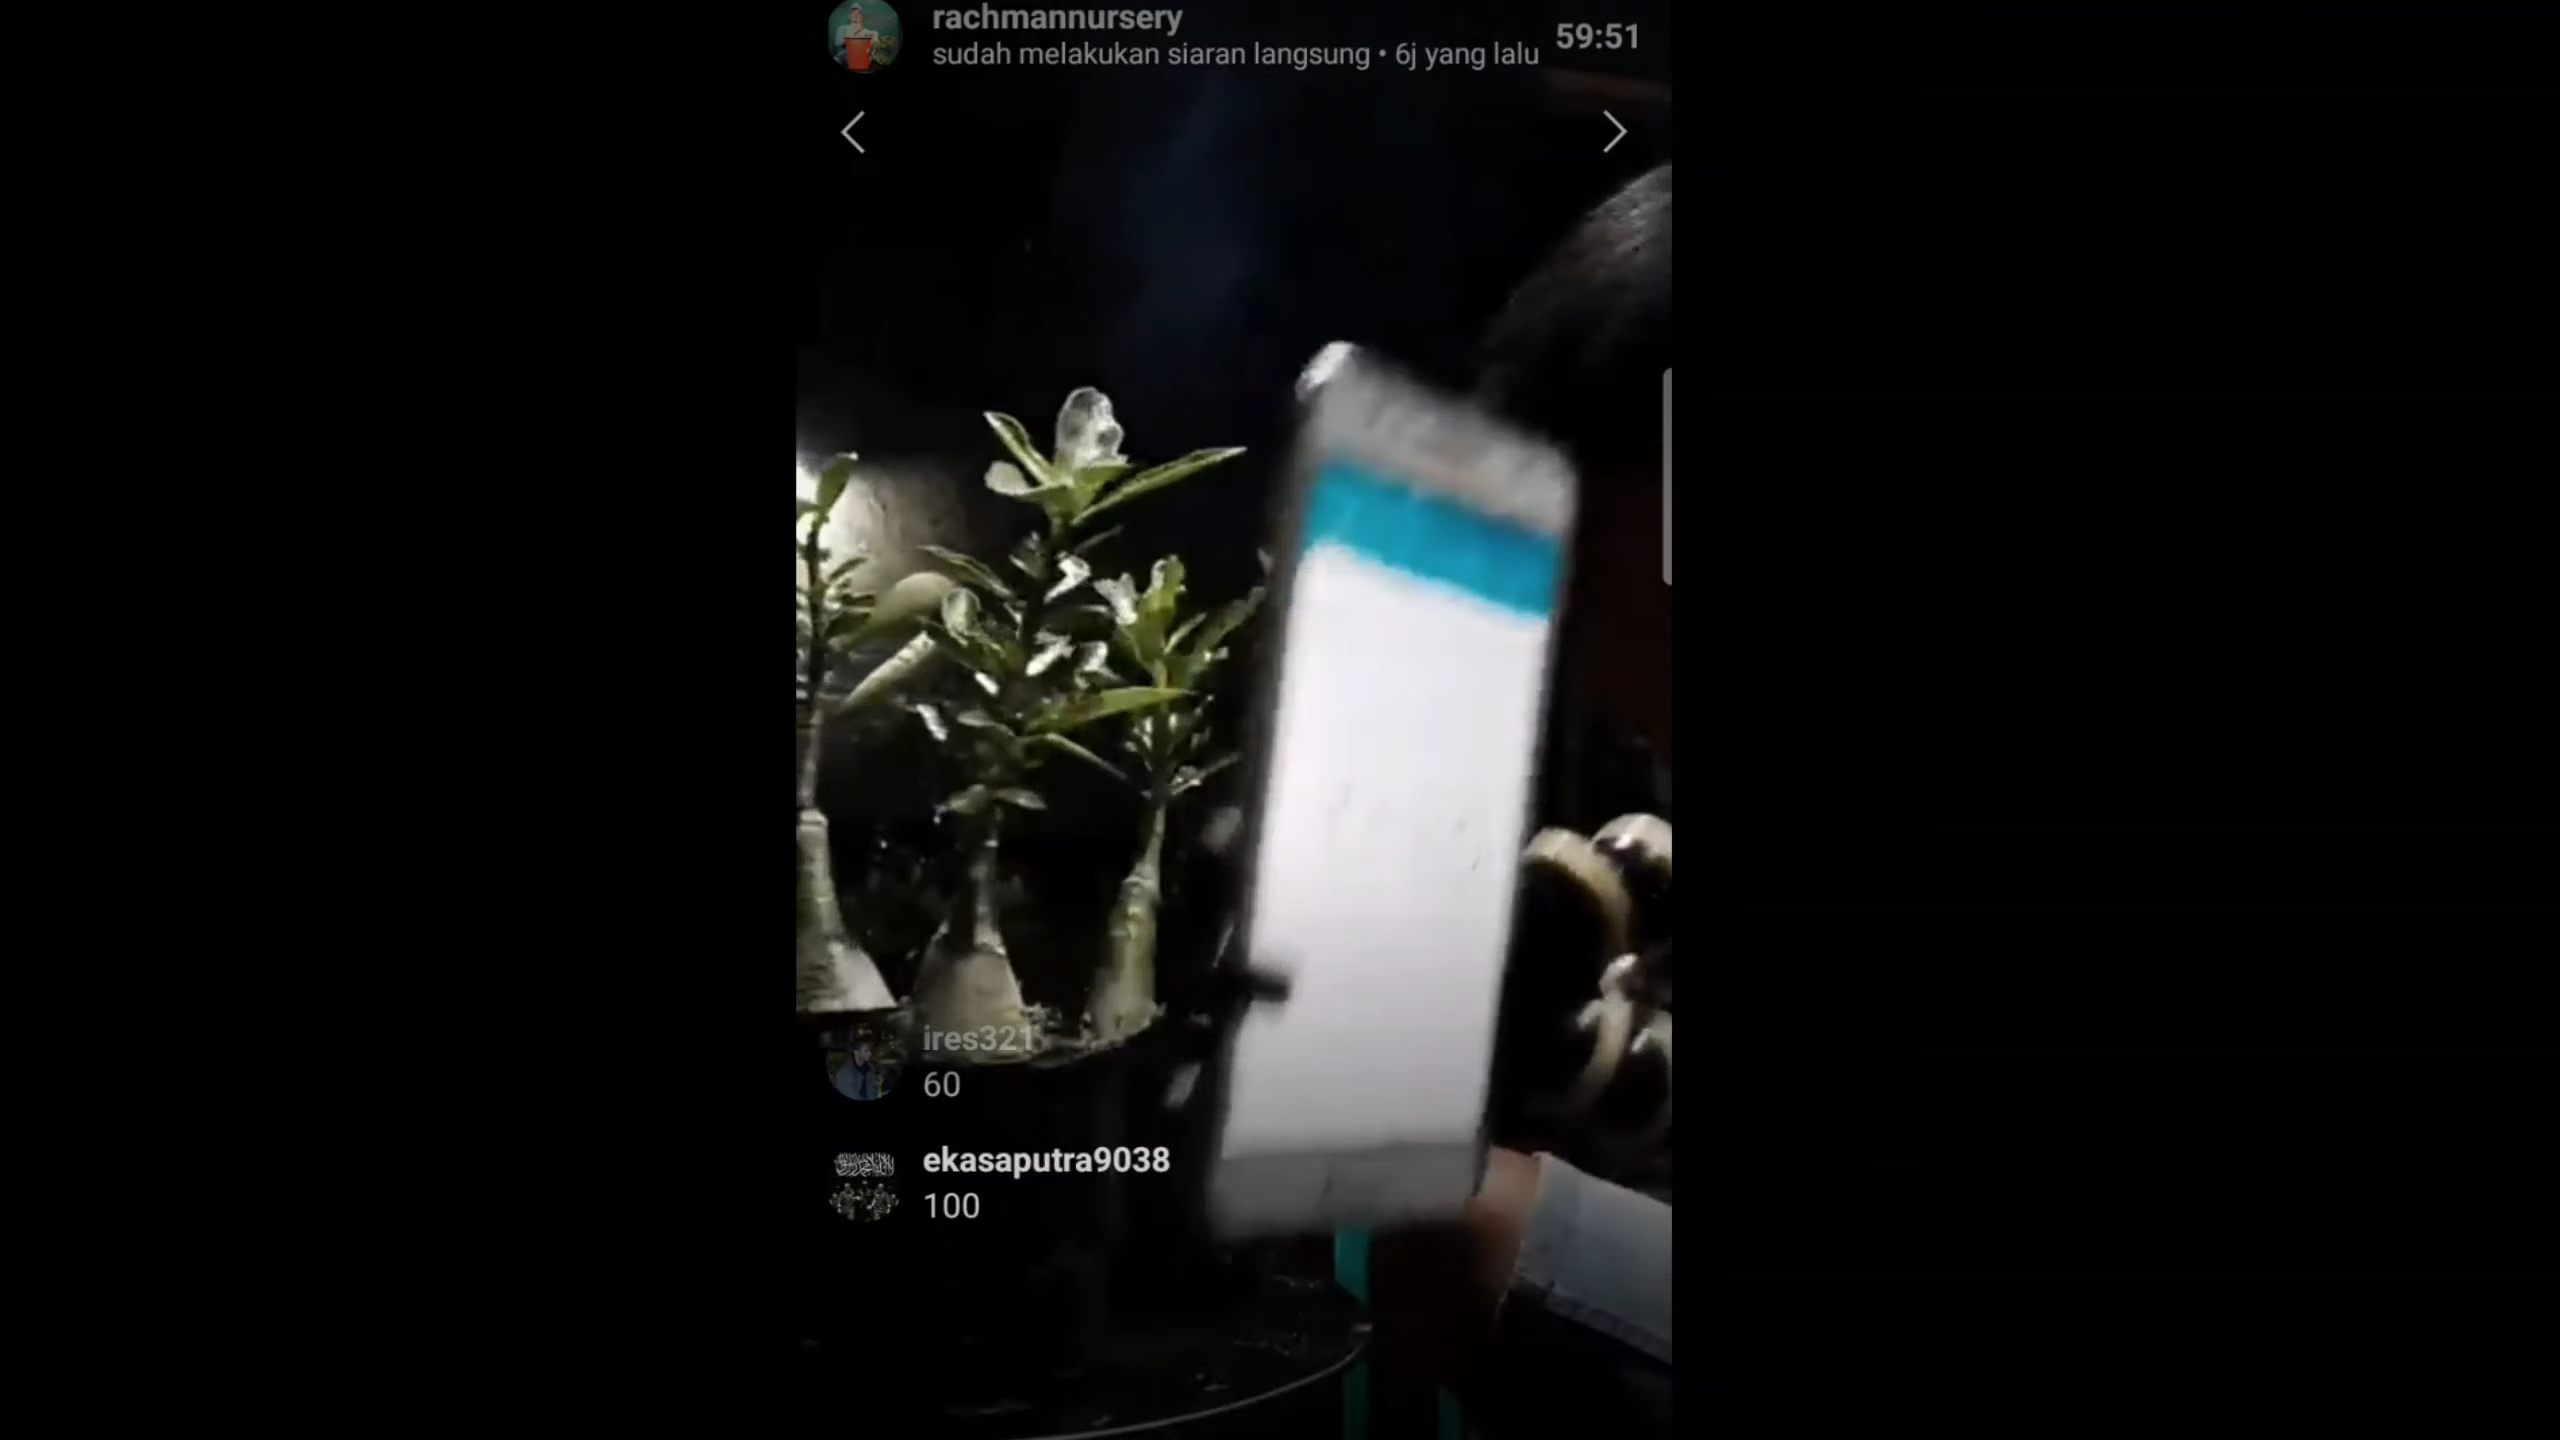 rachmannursery
sudah melakukan siaran langsung • 6j yang lalu
59:51
ires321
60
ekasaputra9038
100